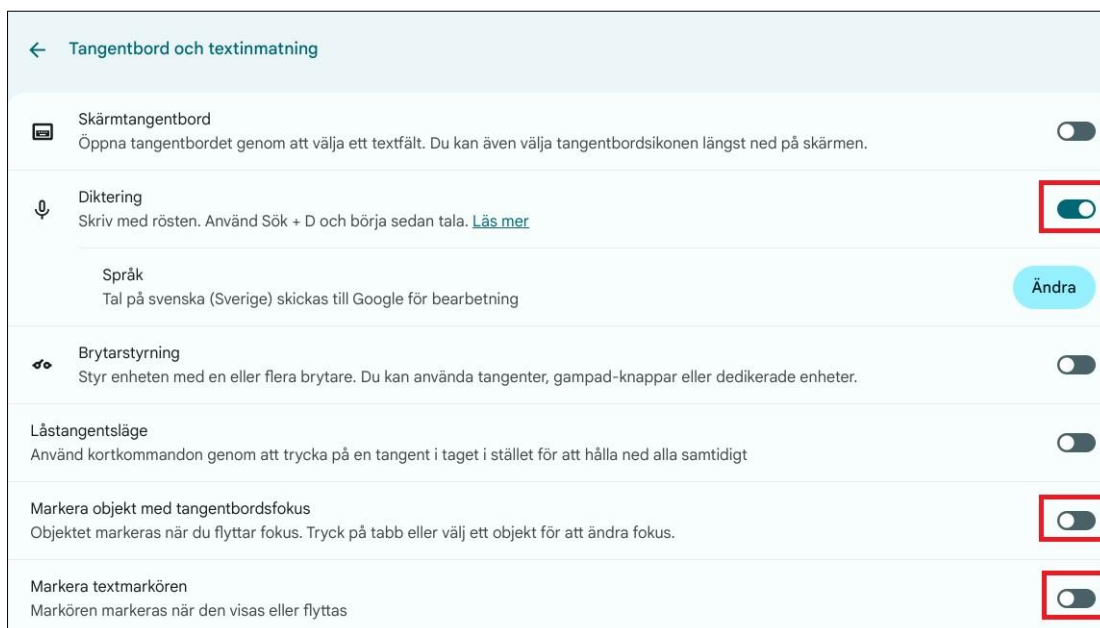 Tangentbord och textinmatning
Skärmtangentbord
Öppna tangentbordet genom att välja ett textfält. Du kan även välja tangentbordsikonen längst ned på skärmen.
Diktering
Skriv med rösten. Använd Sök + D och börja sedan tala. Läs mer
Språk
Tal på svenska (Sverige) skickas till Google för bearbetning
Ändra
Brytarstyrning
Styr enheten med en eller flera brytare. Du kan använda tangenter, gampad-knappar eller dedikerade enheter.
Låstangentsläge
Använd kortkommandon genom att trycka på en tangent i taget i stället för att hålla ned alla samtidigt
Markera objekt med tangentbordsfokus
Objektet markeras när du flyttar fokus. Tryck på tabb eller välj ett objekt för att ändra fokus.
Markera textmarkören
Markören markeras när den visas eller flyttas